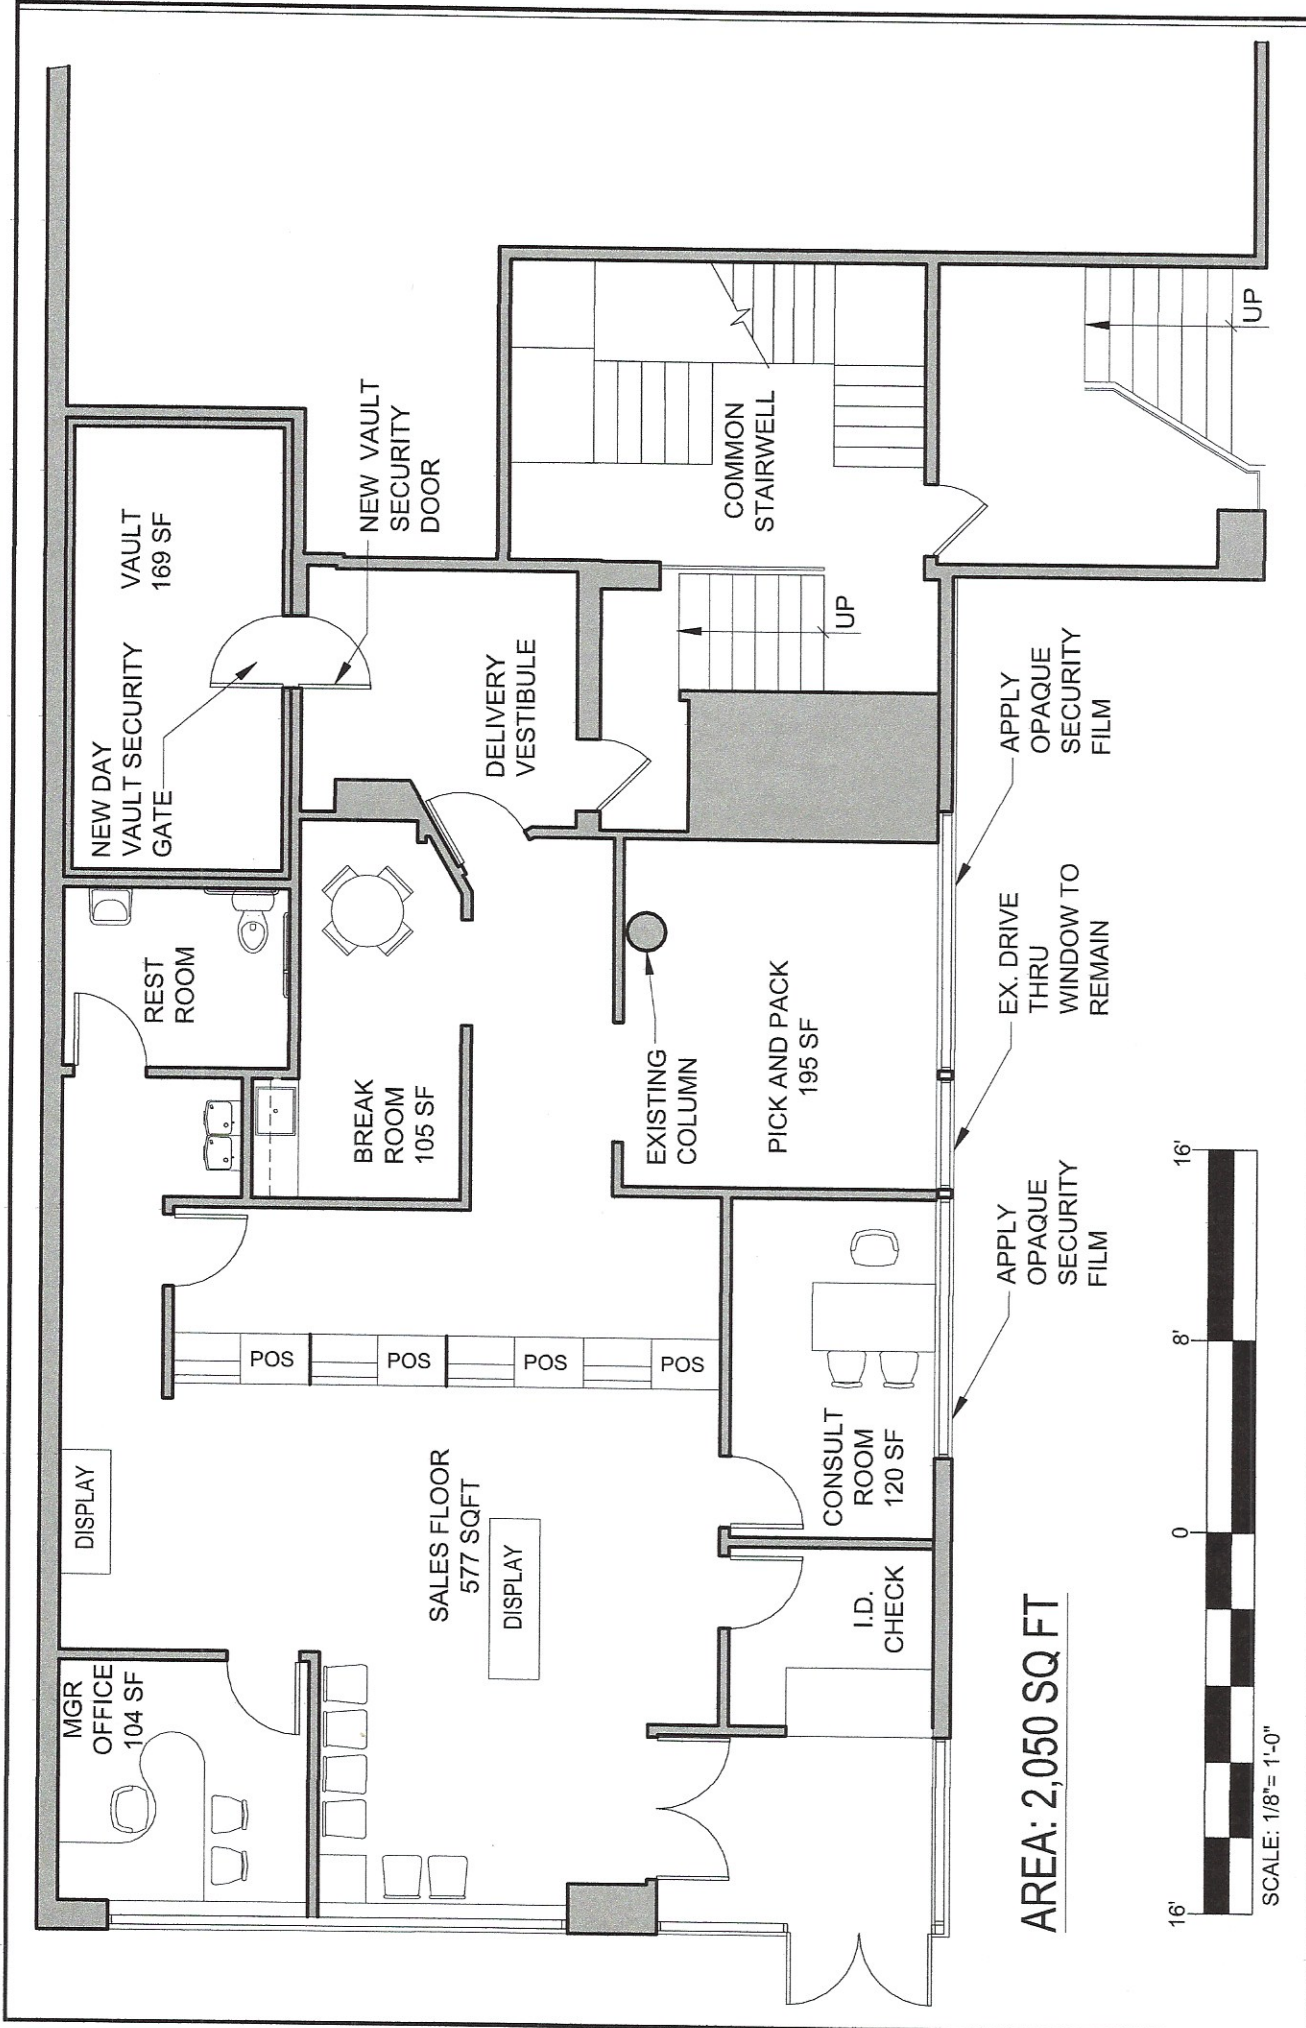 MGR
OFFICE
104 SF
DISPLAY
REST
ROOM
NEW DAY
VAULT SECURITY
GATE
VAULT
169 SF
NEW VAULT
SECURITY
DOOR
SALES FLOOR
577 SQFT
DISPLAY
POS
POS
POS
POS
BREAK
ROOM
105 SF
DELIVERY
VESTIBULE
COMMON
STAIRWELL
UP
UP
EXISTING
COLUMN
PICK AND PACK
195 SF
I.D.
CHECK
CONSULT
ROOM
120 SF
APPLY
OPAQUE
SECURITY
FILM
EX. DRIVE
THRU
WINDOW TO
REMAIN
APPLY
OPAQUE
SECURITY
FILM
AREA: 2,050 SQ FT
16'
0
8'
16'
SCALE: 1/8"= 1'-0"